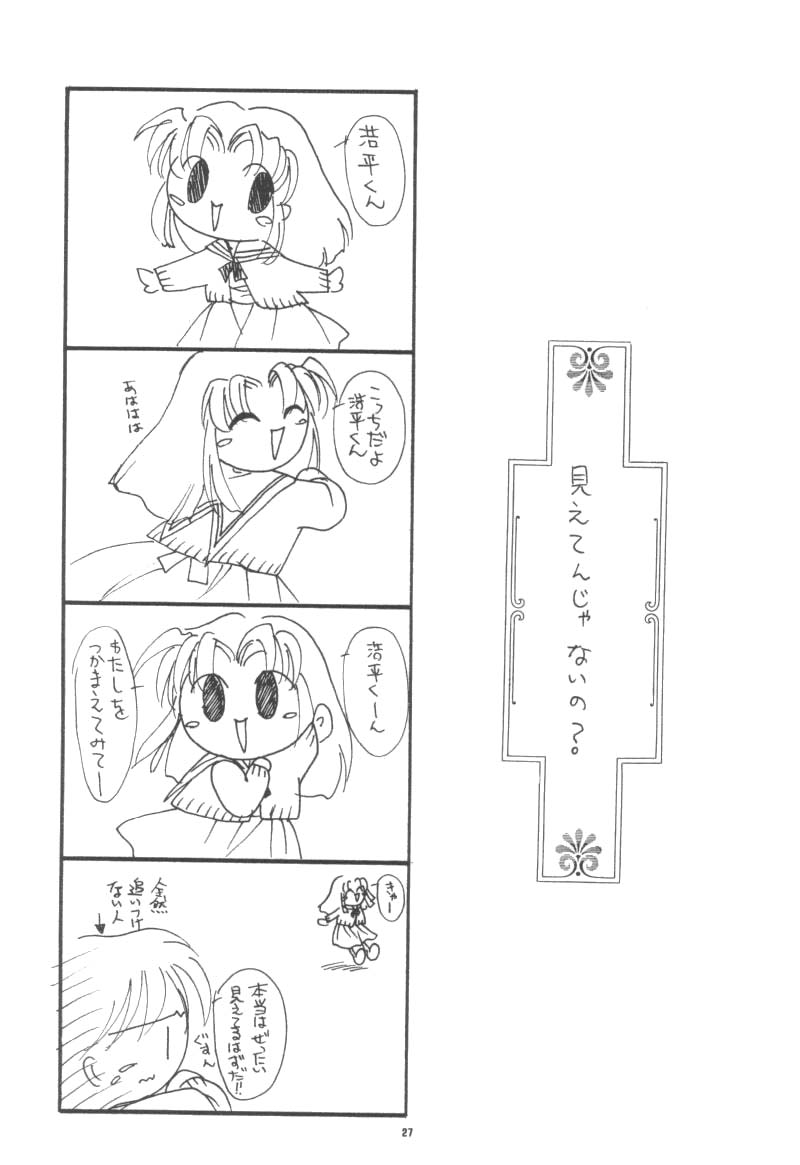 見えてんじゃないの?
浩平くん
こっちだよ
浩平くん
あはははは
浩平くーん
わたしを
つかまえてみてー
きゃー
全然
追いつけ
ない人
本当はぜったい
見えてるはずだ!!
ぐすん
27